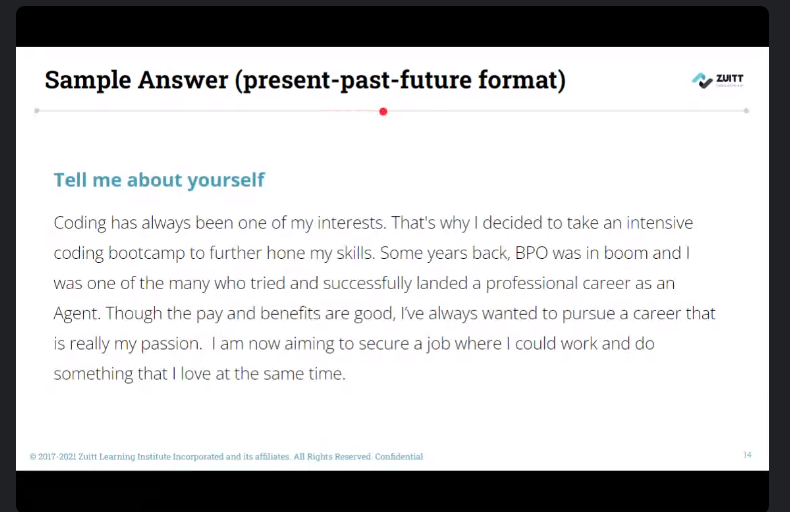 Sample Answer (present-past-future format)
ZUITT
Tell me about yourself
Coding has always been one of my interests. That's why I decided to take an intensive
coding bootcamp to further hone my skills. Some years back, BPO was in boom and I
was one of the many who tried and successfully landed a professional career as an
Agent. Though the pay and benefits are good, I've always wanted to pursue a career that
is really my passion.  I am now aiming to secure a job where I could work and do
something that I love at the same time.
© 2017-2021 Zuitt Learning Institute Incorporated and its affiliates. All Rights Reserved. Confidential
14